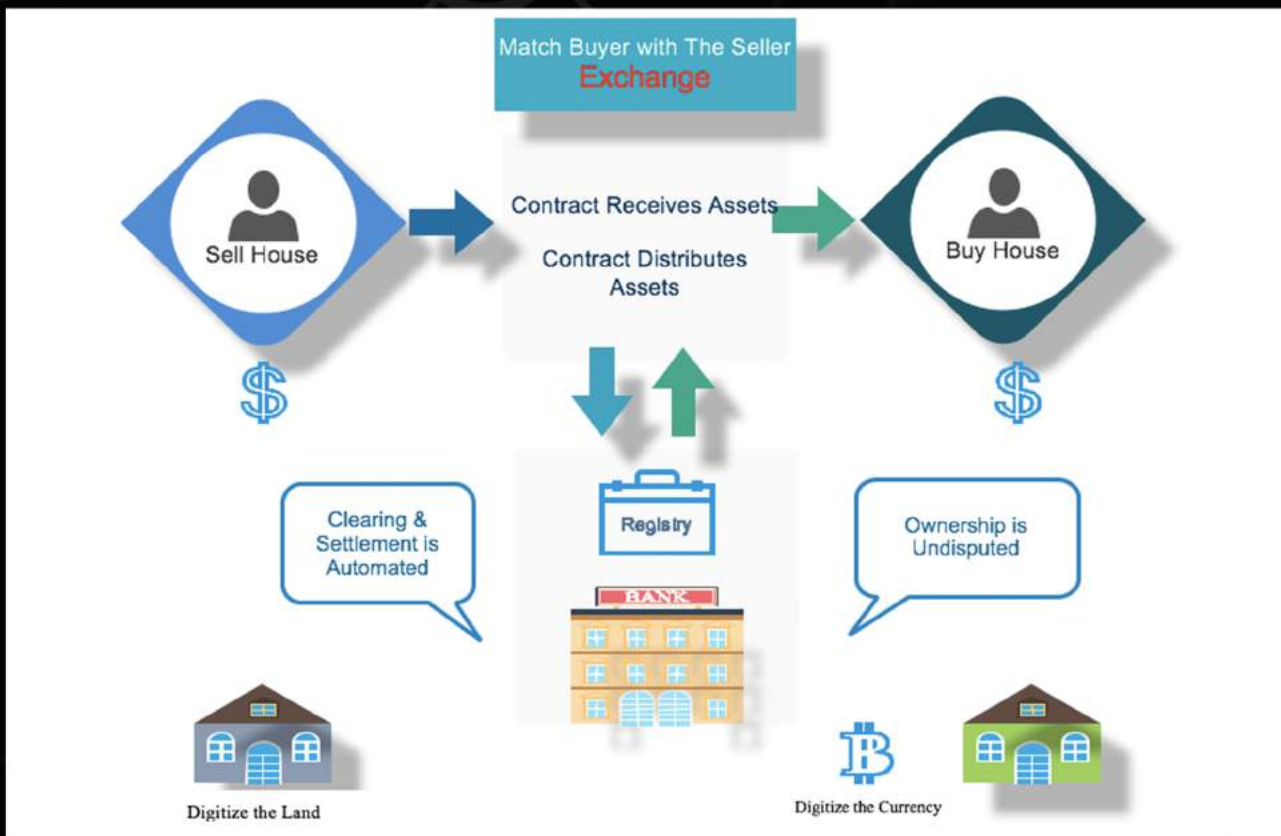 Match Buyer with The Seller
Exchange
Sell House
Contract Receives Assets
Contract Distributes
Assets
Buy House
$
$
Clearing &
Settlement is
Automated
Registry
Ownership is
Undisputed
BANK
Digitize the Land
Digitize the Currency